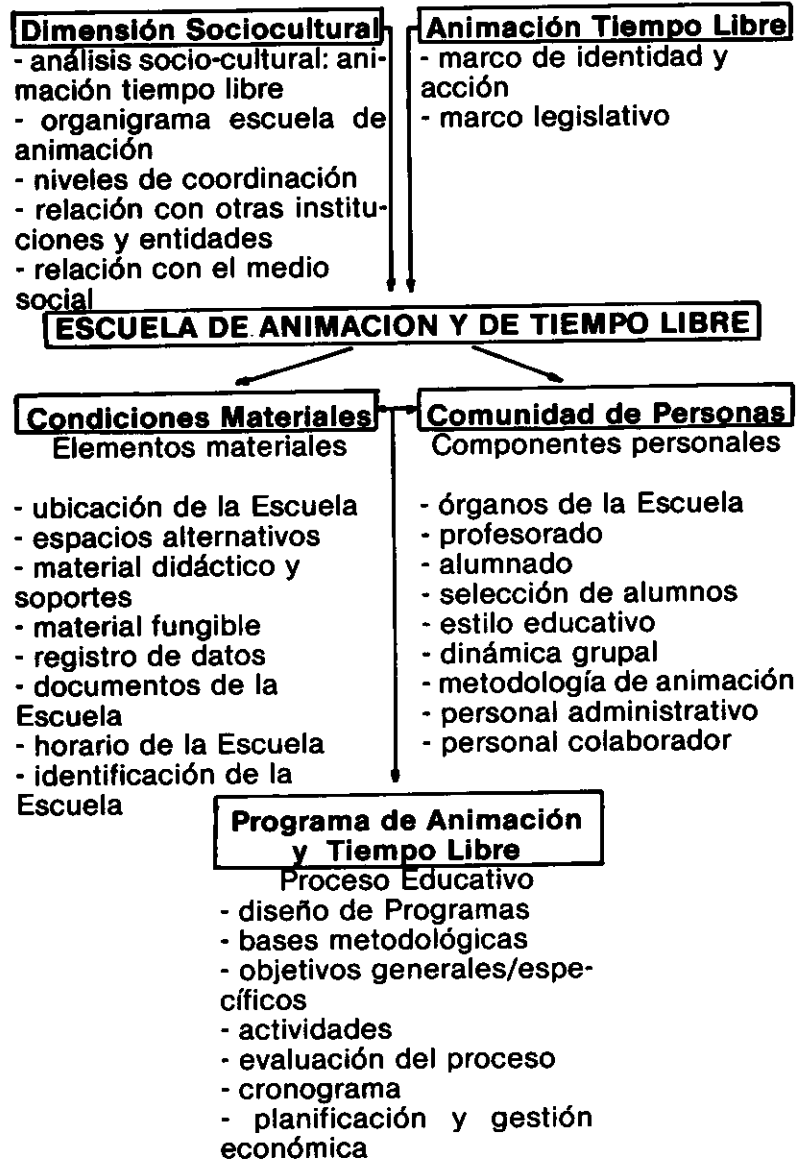 Dimensión Sociocultural
- análisis socio-cultural: ani-
mación tiempo libre
- organigrama escuela de
animación
- niveles de coordinación
- relación con otras institu-
ciones y entidades
- relación con el medio
social
Animación Tiempo Libre
- marco de identidad y
acción
- marco legislativo
ESCUELA DE ANIMACION Y DE TIEMPO LIBRE
Condiciones Materiales
Elementos materiales
- ubicación de la Escuela
- espacios alternativos
- material didáctico y
soportes
- material fungible
- registro de datos
- documentos de la
Escuela
- horario de la Escuela
- identificación de la
Escuela
Comunidad de Personas
Componentes personales
- órganos de la Escuela
- profesorado
- alumnado
- selección de alumnos
- estilo educativo
- dinámica grupal
- metodología de animación
- personal administrativo
- personal colaborador
Programa de Animación
y Tiempo Libre
Proceso Educativo
- diseño de Programas
- bases metodológicas
- objetivos generales/espe-
cíficos
- actividades
- evaluación del proceso
- cronograma
- planificación y gestión
económica